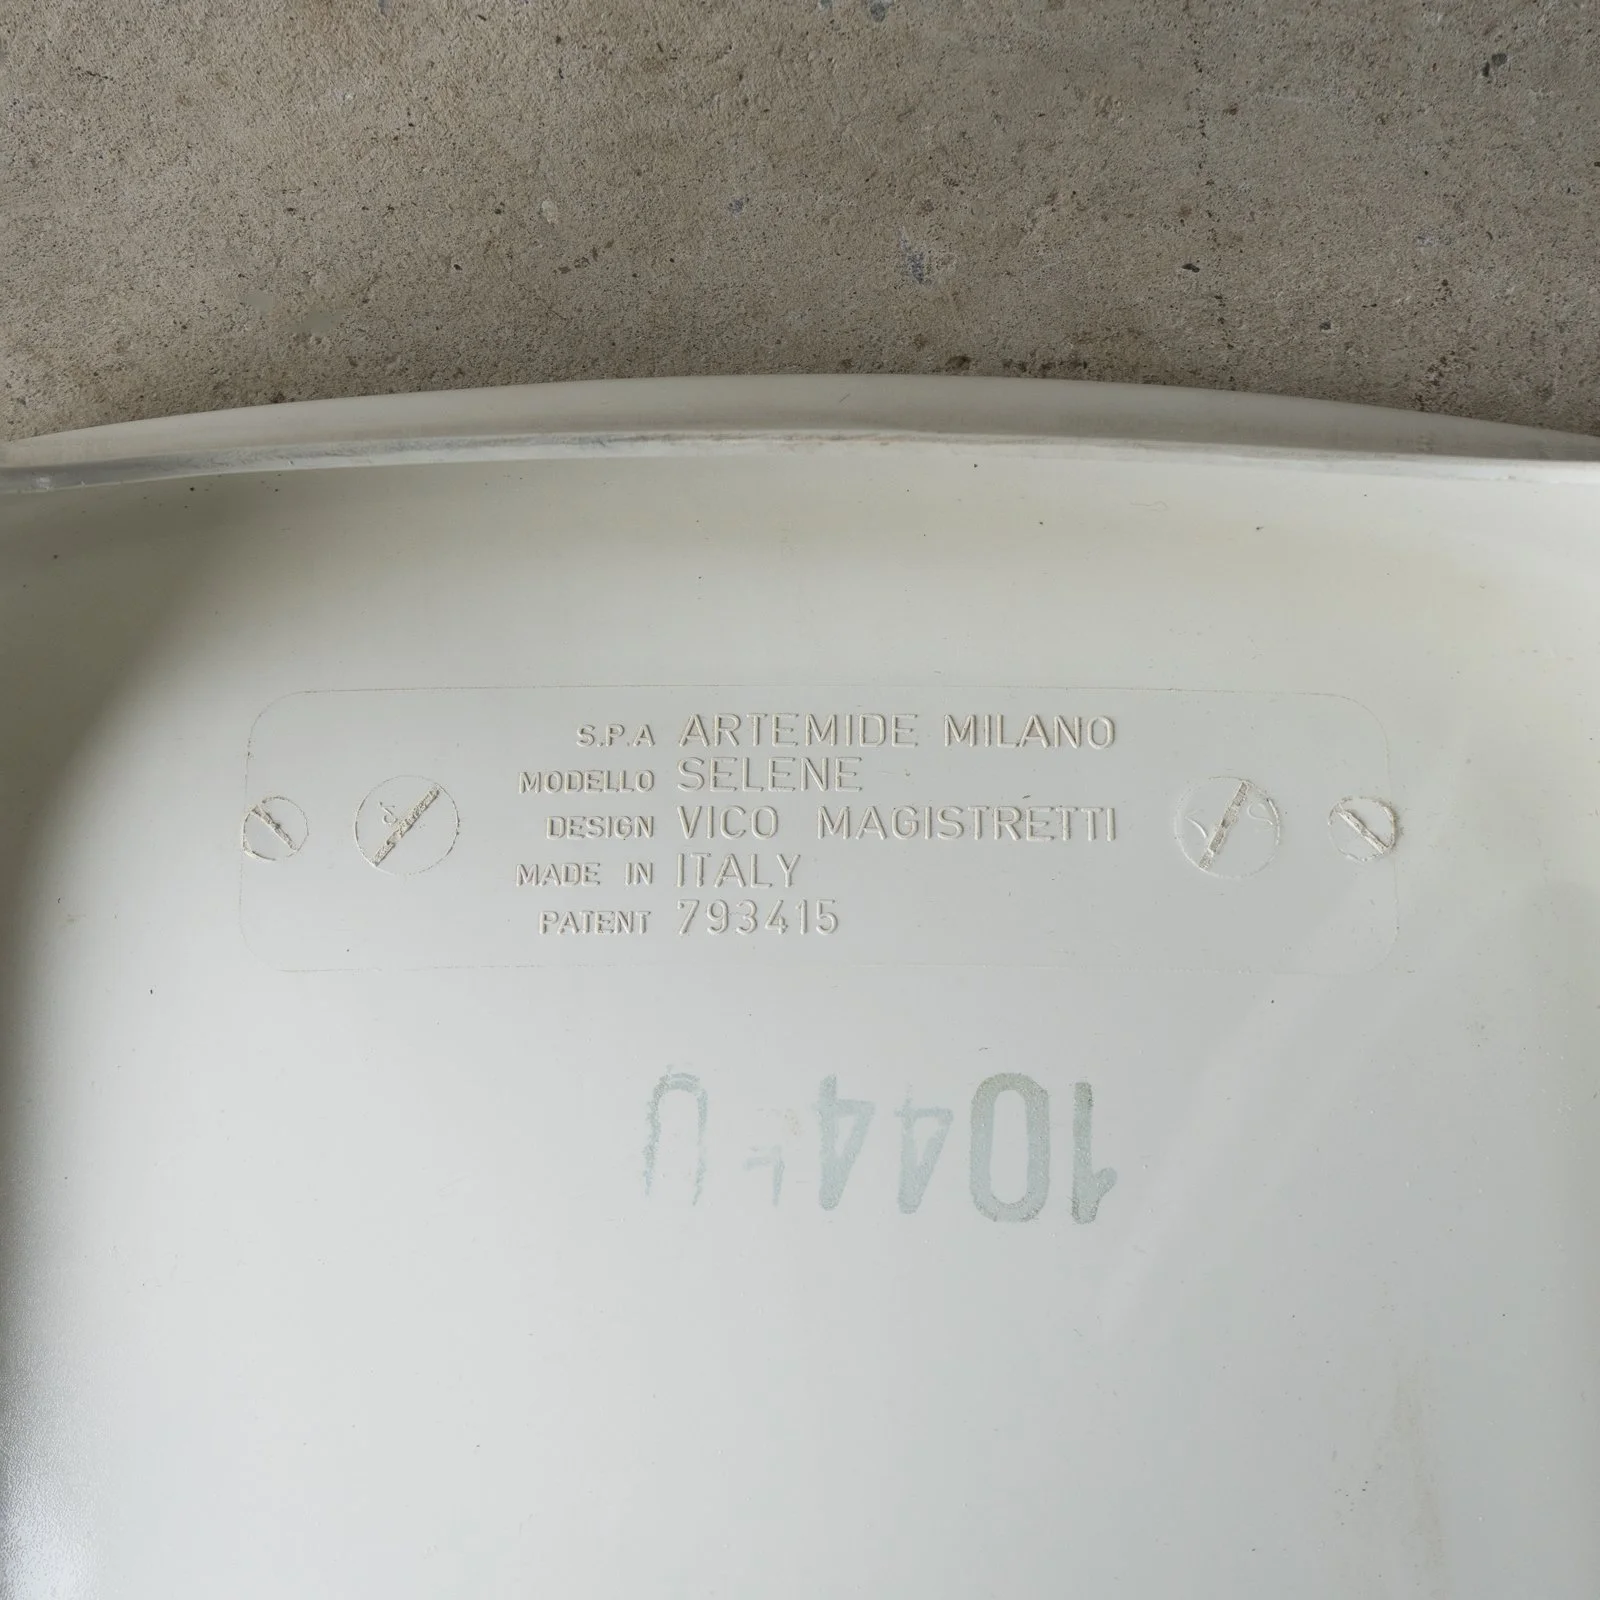 S.P.A ARTEMIDE MILANO
MODELLO SELENE
DESIGN VICO MAGISTRETTI
MADE IN ITALY
PATENT 793415